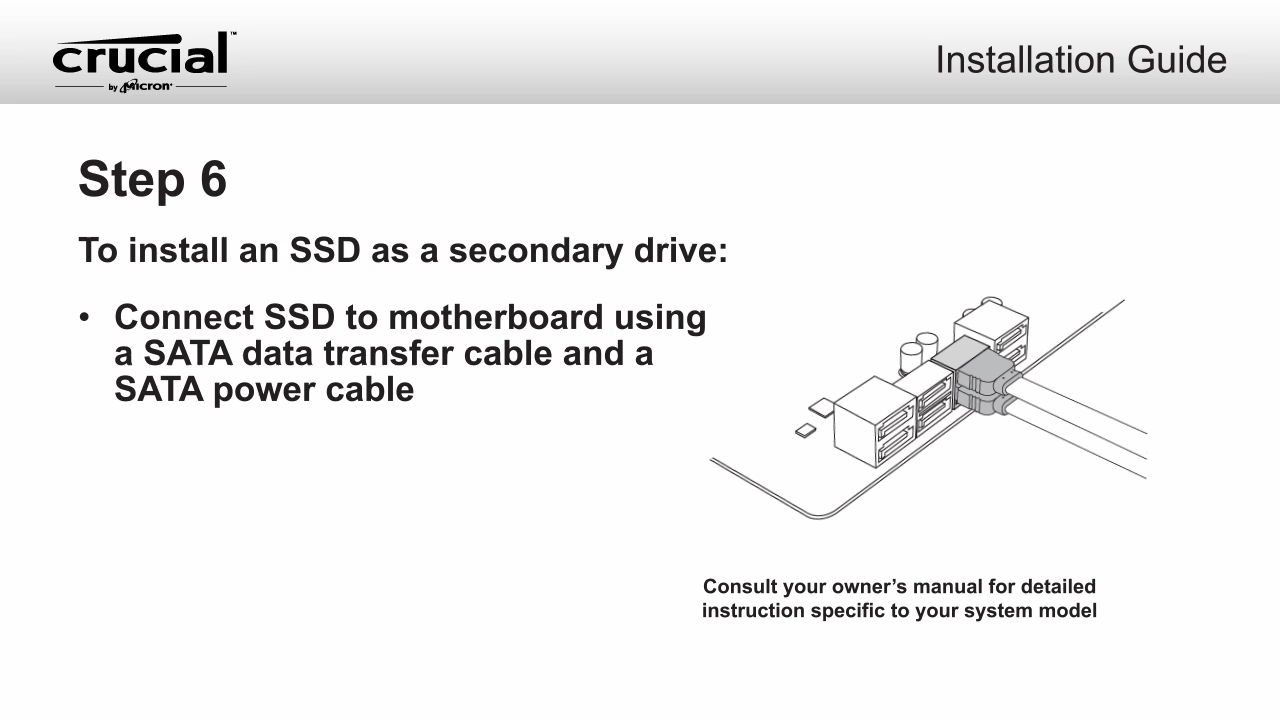 crucial™
by Micron®
Installation Guide
Step 6
To install an SSD as a secondary drive:
• Connect SSD to motherboard using
a SATA data transfer cable and a
SATA power cable
Consult your owner’s manual for detailed
instruction specific to your system model